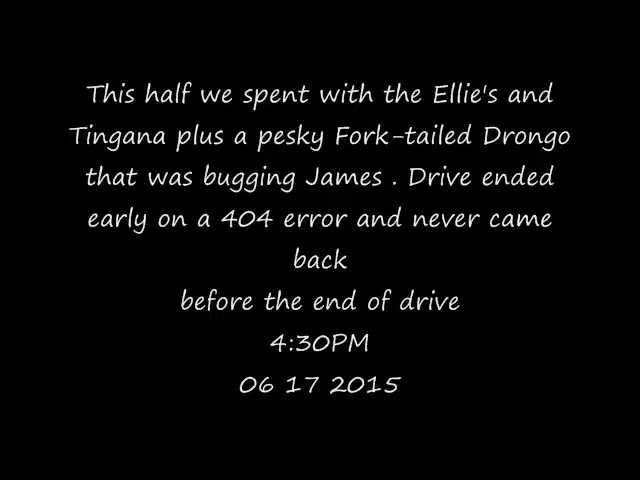 This half we spent with the Ellie's and
Tingana plus a pesky Fork-tailed Drongo
that was bugging James . Drive ended
early on a 404 error and never came
back
before the end of drive
4:30PM
06 17 2015